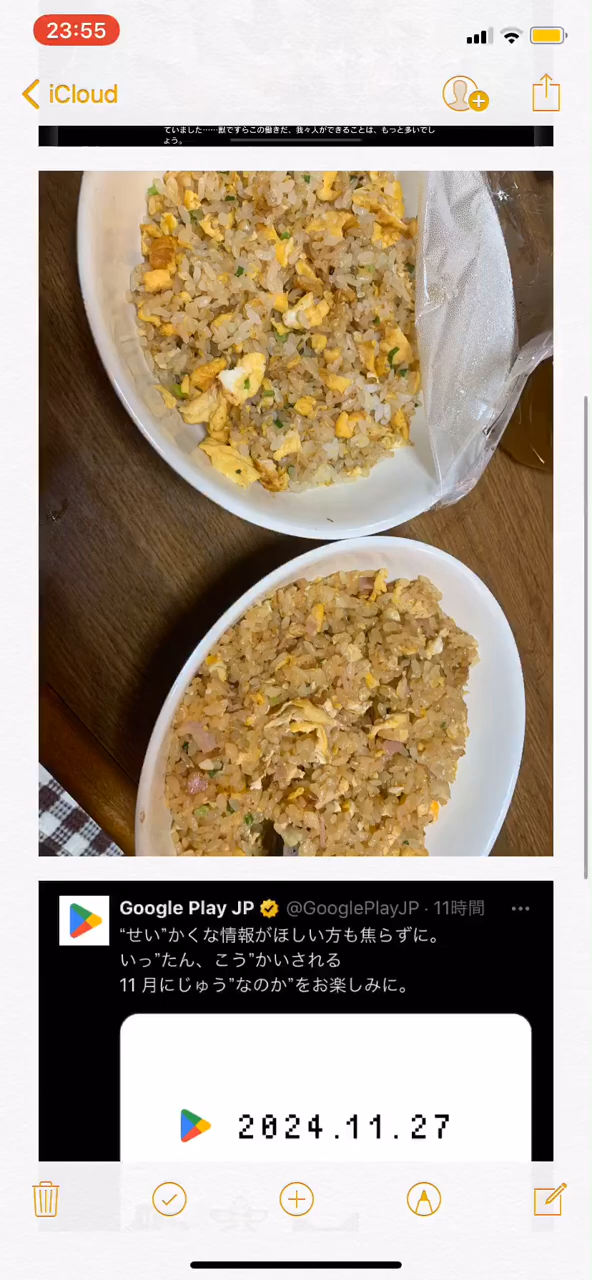 23:55
iCloud
ていました……獣ですらこの働きだ、我々人ができることは、もっと多いでし
ょう。
Google Play JP @GooglePlayJP · 11時間
“せい”かくな情報がほしい方も焦らずに。
いっ”たん、こう”かいされる
11 月にじゅう”なのか”をお楽しみに。
2024.11.27